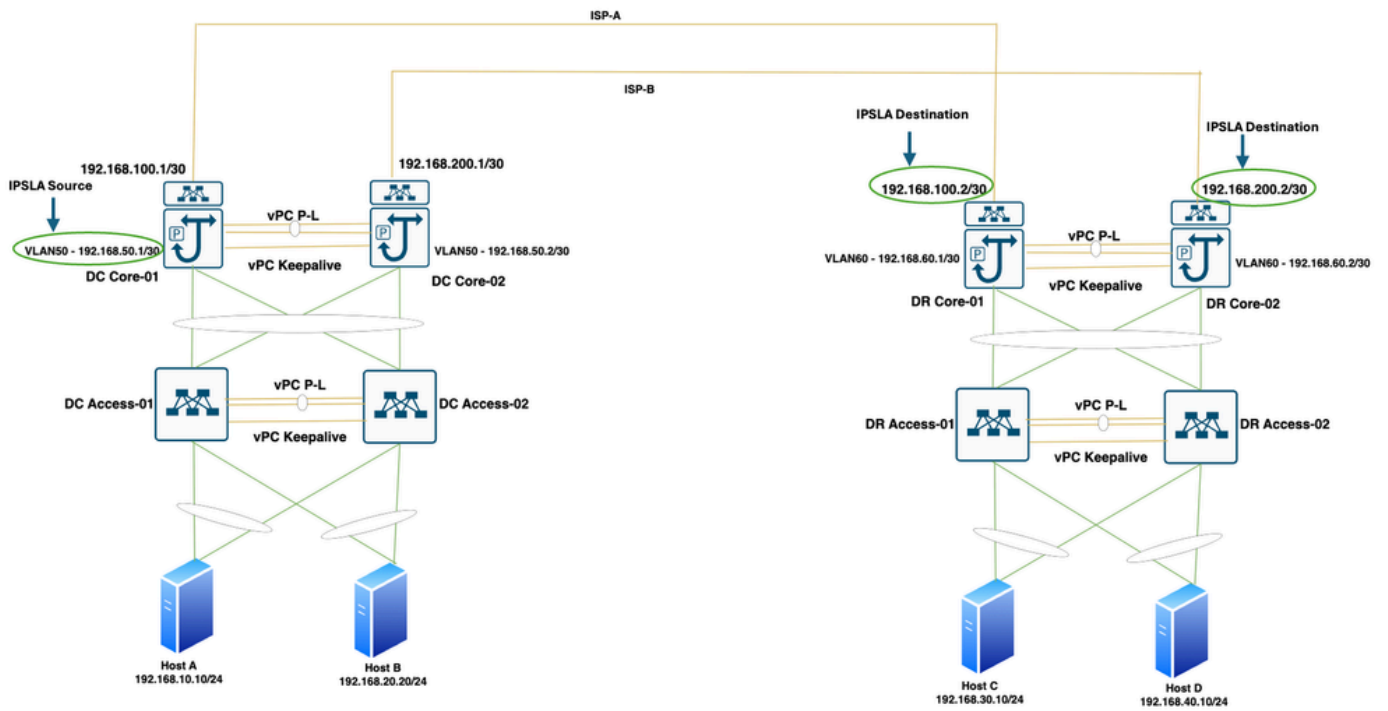 ISP-A
ISP-B
IPSLA Destination
IPSLA Destination
192.168.100.1/30
192.168.200.1/30
IPSLA Source
192.168.100.2/30
192.168.200.2/30
vPC P-L
P
P
VLAN50 - 192.168.50.1/30
VLAN50 - 192.168.50.2/30
vPC Keepalive
DC Core-01
DC Core-02
vPC P-L
P
P
VLAN60 - 192.168.60.1/30
VLAN60 - 192.168.60.2/30
vPC Keepalive
DR Core-01
DR Core-02
vPC P-L
DC Access-01
DC Access-02
vPC Keepalive
vPC P-L
DR Access-01
DR Access-02
vPC Keepalive
Host A
192.168.10.10/24
Host B
192.168.20.20/24
Host C
192.168.30.10/24
Host D
192.168.40.10/24